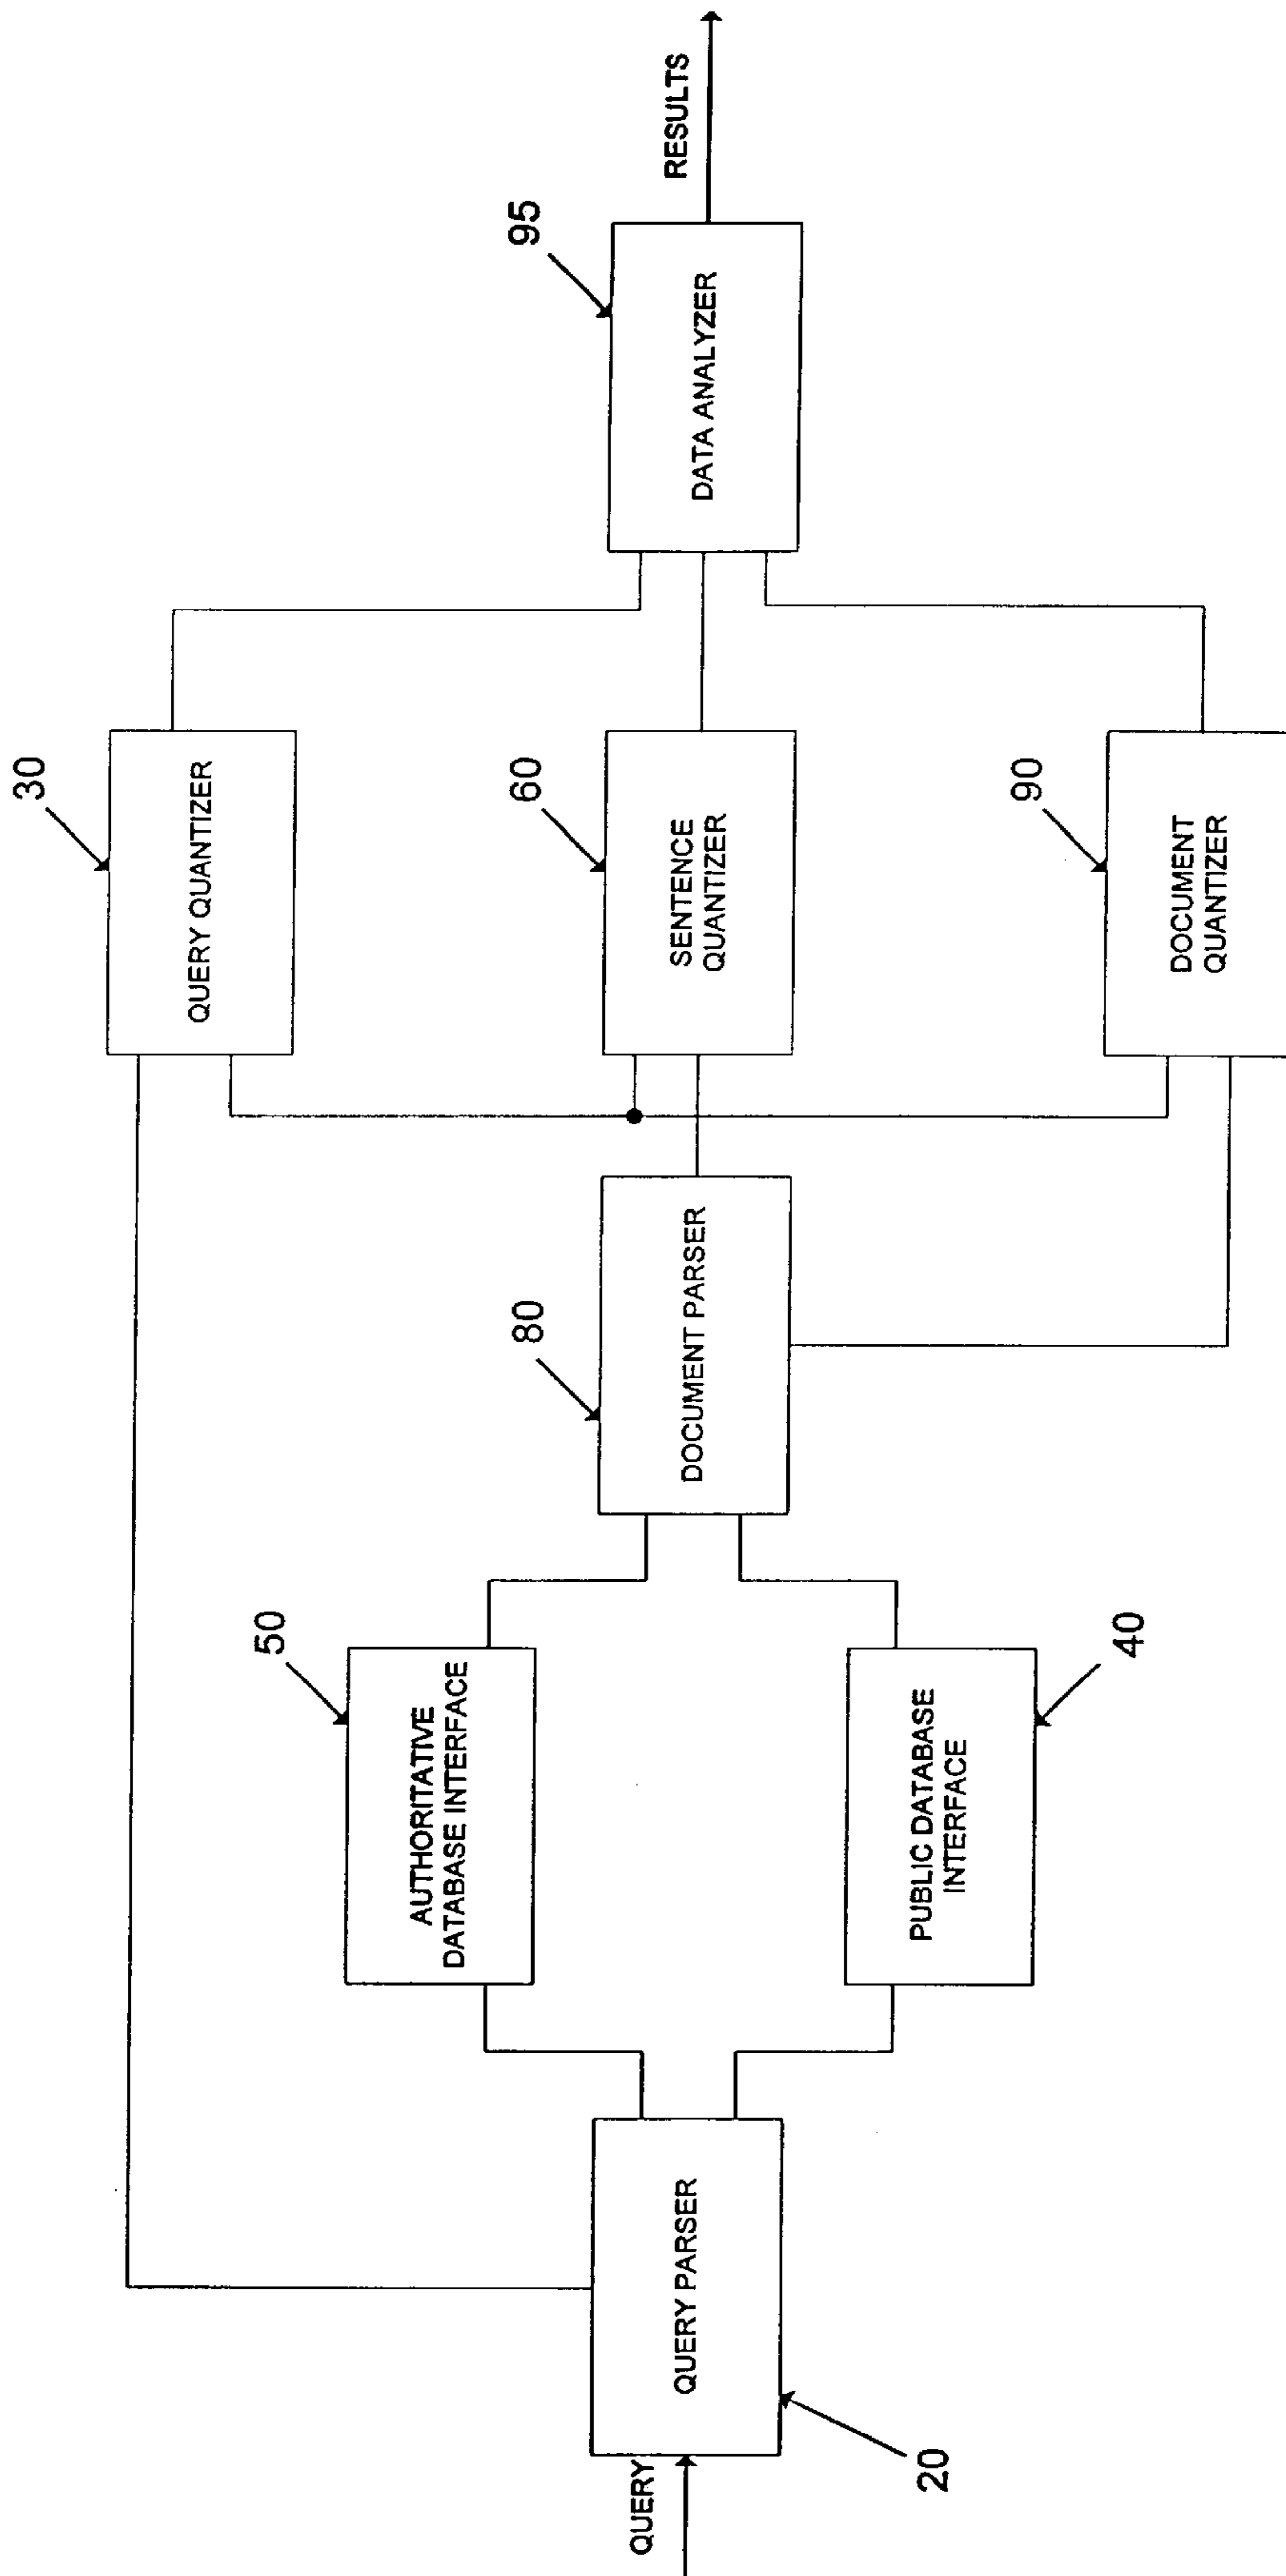 QUERY
QUERY PARSER
20
AUTHORITATIVE
DATABASE INTERFACE
50
PUBLIC DATABASE
INTERFACE
40
DOCUMENT PARSER
80
QUERY QUANTIZER
30
SENTENCE
QUANTIZER
60
DOCUMENT
QUANTIZER
90
DATA ANALYZER
95
RESULTS